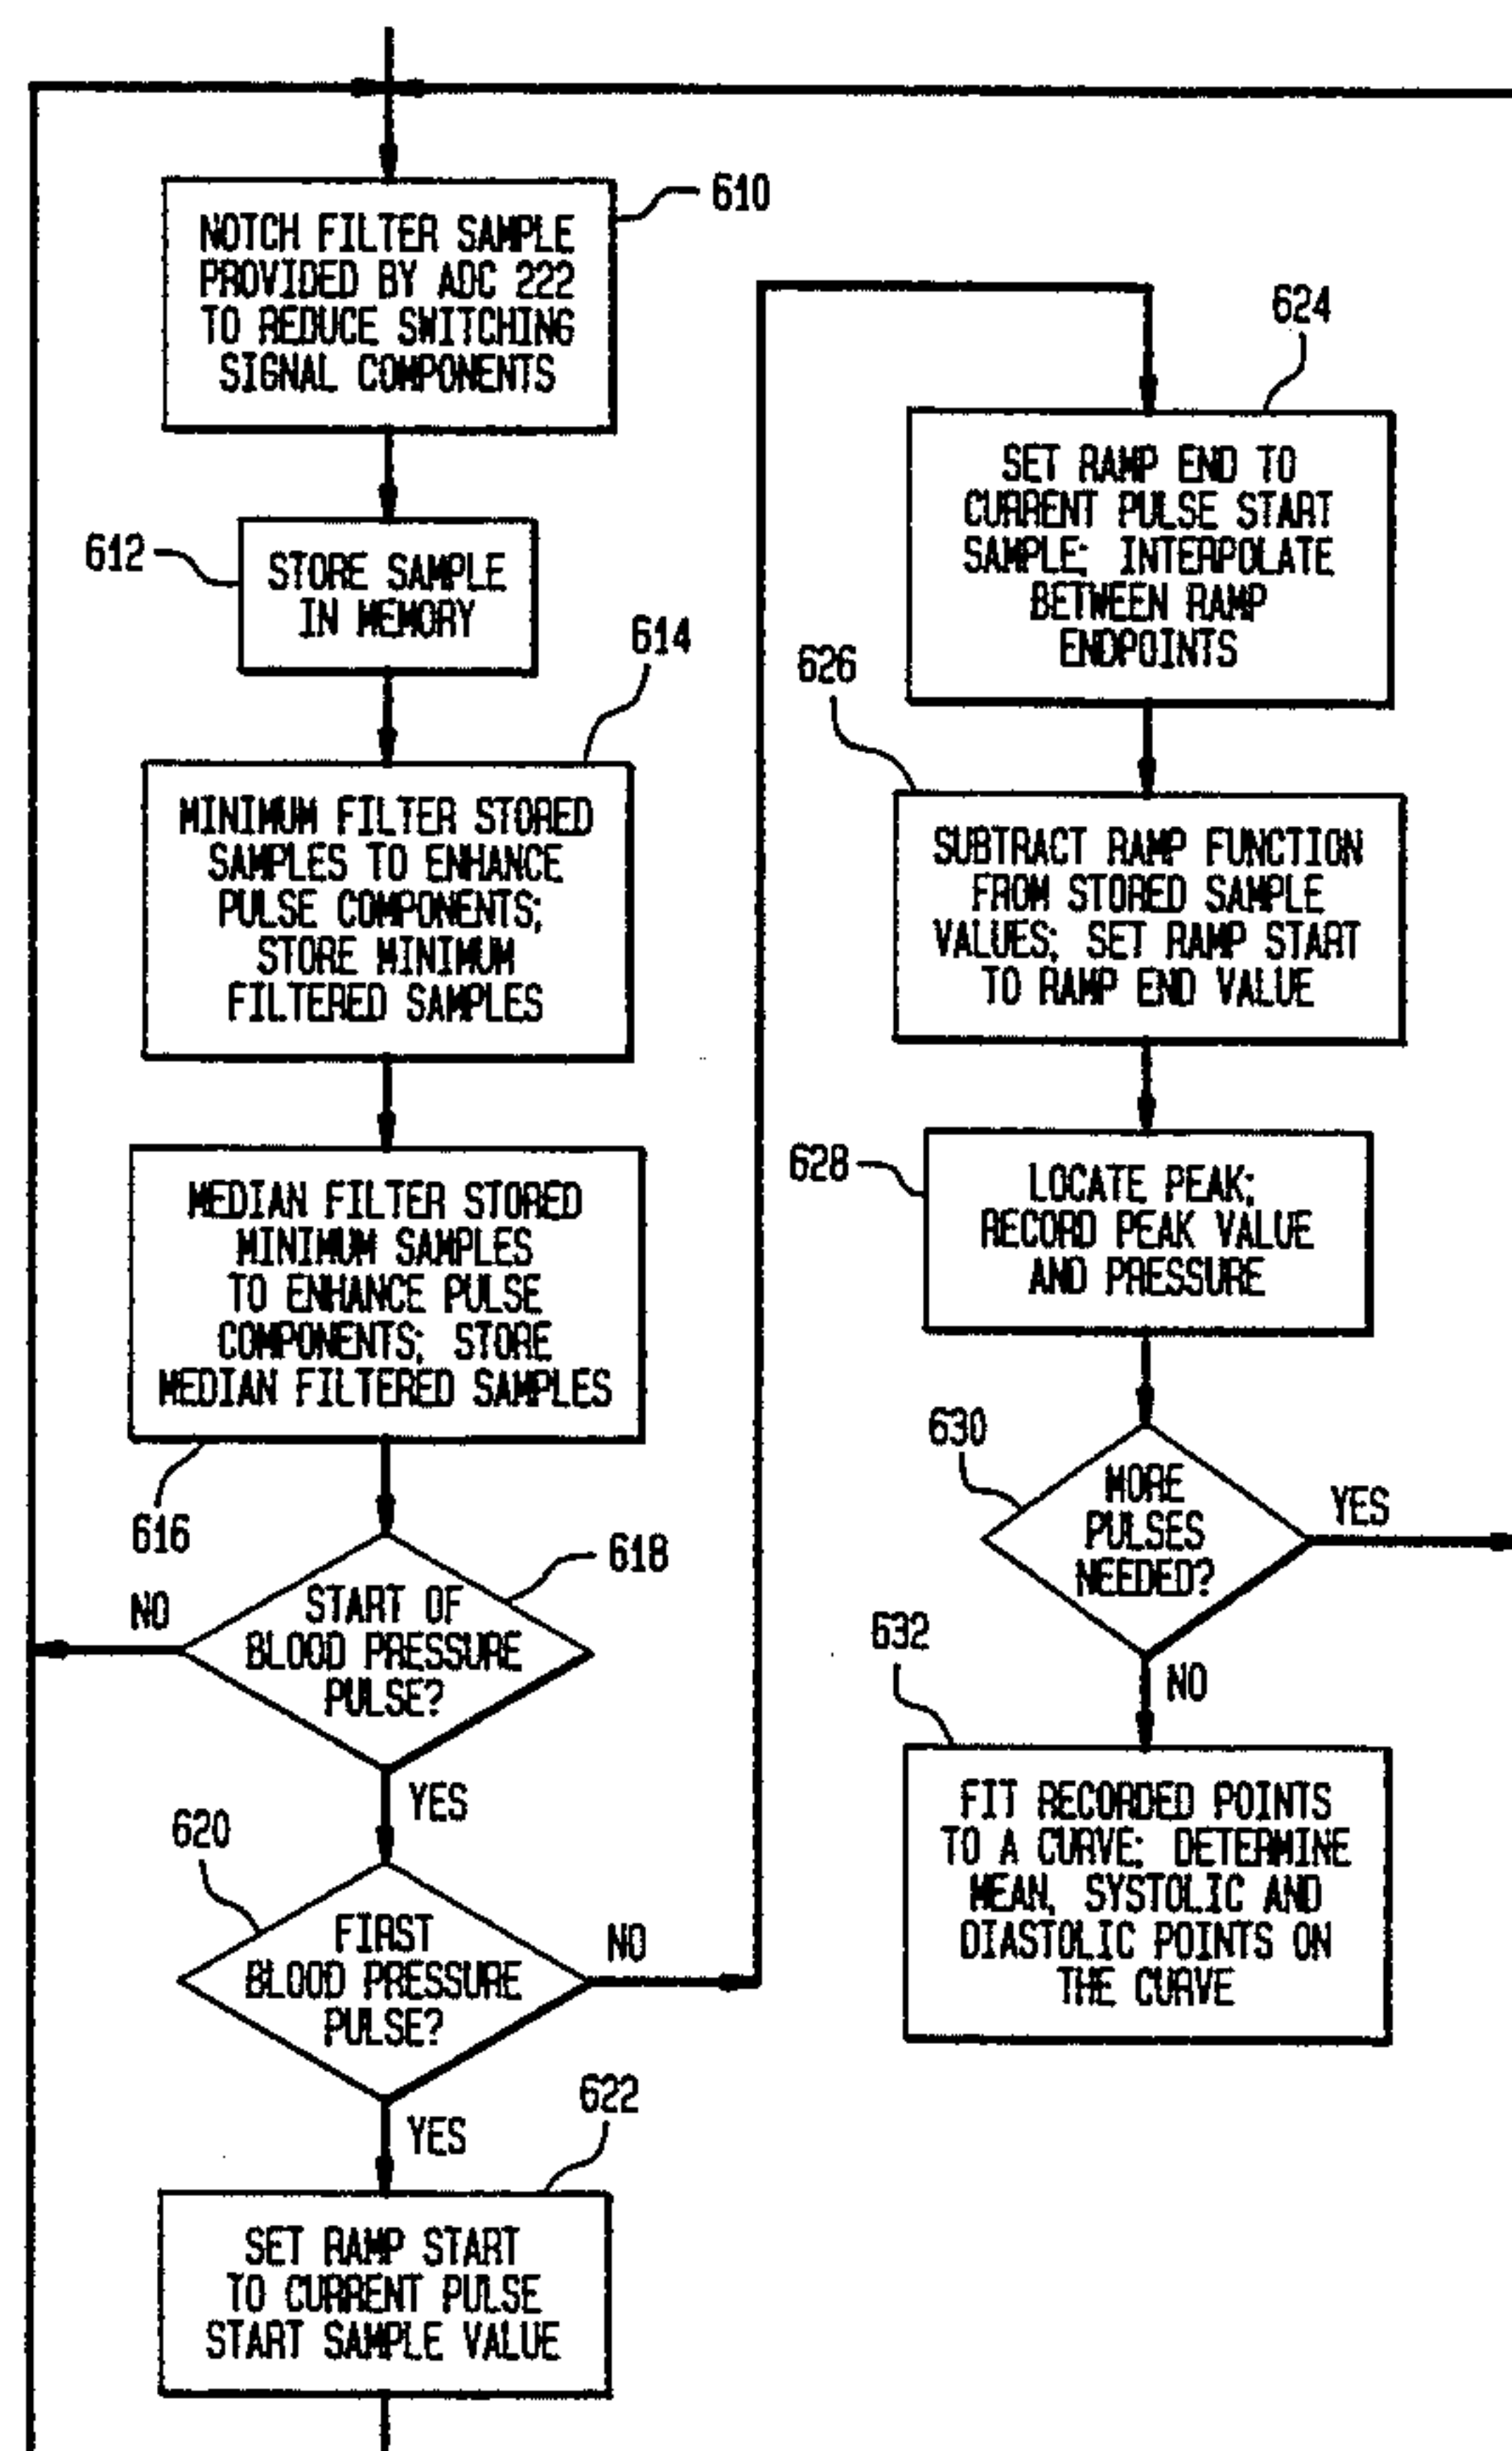 610
NOTCH FILTER SAMPLE
PROVIDED BY ADC 222
TO REDUCE SWITCHING
SIGNAL COMPONENTS
612
STORE SAMPLE
IN MEMORY
614
MINIMUM FILTER STORED
SAMPLES TO ENHANCE
PULSE COMPONENTS;
STORE MINIMUM
FILTERED SAMPLES
MEDIAN FILTER STORED
MINIMUM SAMPLES
TO ENHANCE PULSE
COMPONENTS; STORE
MEDIAN FILTERED SAMPLES
616
618
START OF
BLOOD PRESSURE
PULSE?
NO
YES
620
FIRST
BLOOD PRESSURE
PULSE?
NO
YES
622
SET RAMP START
TO CURRENT PULSE
START SAMPLE VALUE
624
SET RAMP END TO
CURRENT PULSE START
SAMPLE; INTERPOLATE
BETWEEN RAMP
ENDPOINTS
626
SUBTRACT RAMP FUNCTION
FROM STORED SAMPLE
VALUES; SET RAMP START
TO RAMP END VALUE
628
LOCATE PEAK;
RECORD PEAK VALUE
AND PRESSURE
630
MORE
PULSES
NEEDED?
YES
NO
632
FIT RECORDED POINTS
TO A CURVE; DETERMINE
MEAN, SYSTOLIC AND
DIASTOLIC POINTS ON
THE CURVE